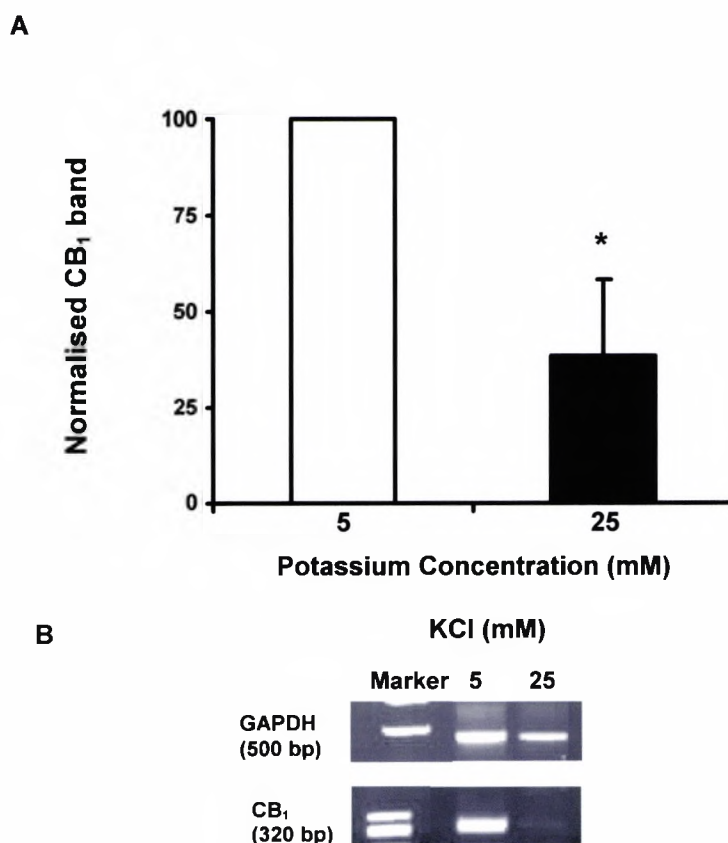 A
100
75
50
25
0
Normalised CB₁ band
*
5 25
Potassium Concentration (mM)
B
KCl (mM)
Marker 5 25
GAPDH
(500 bp)
CB₁
(320 bp)